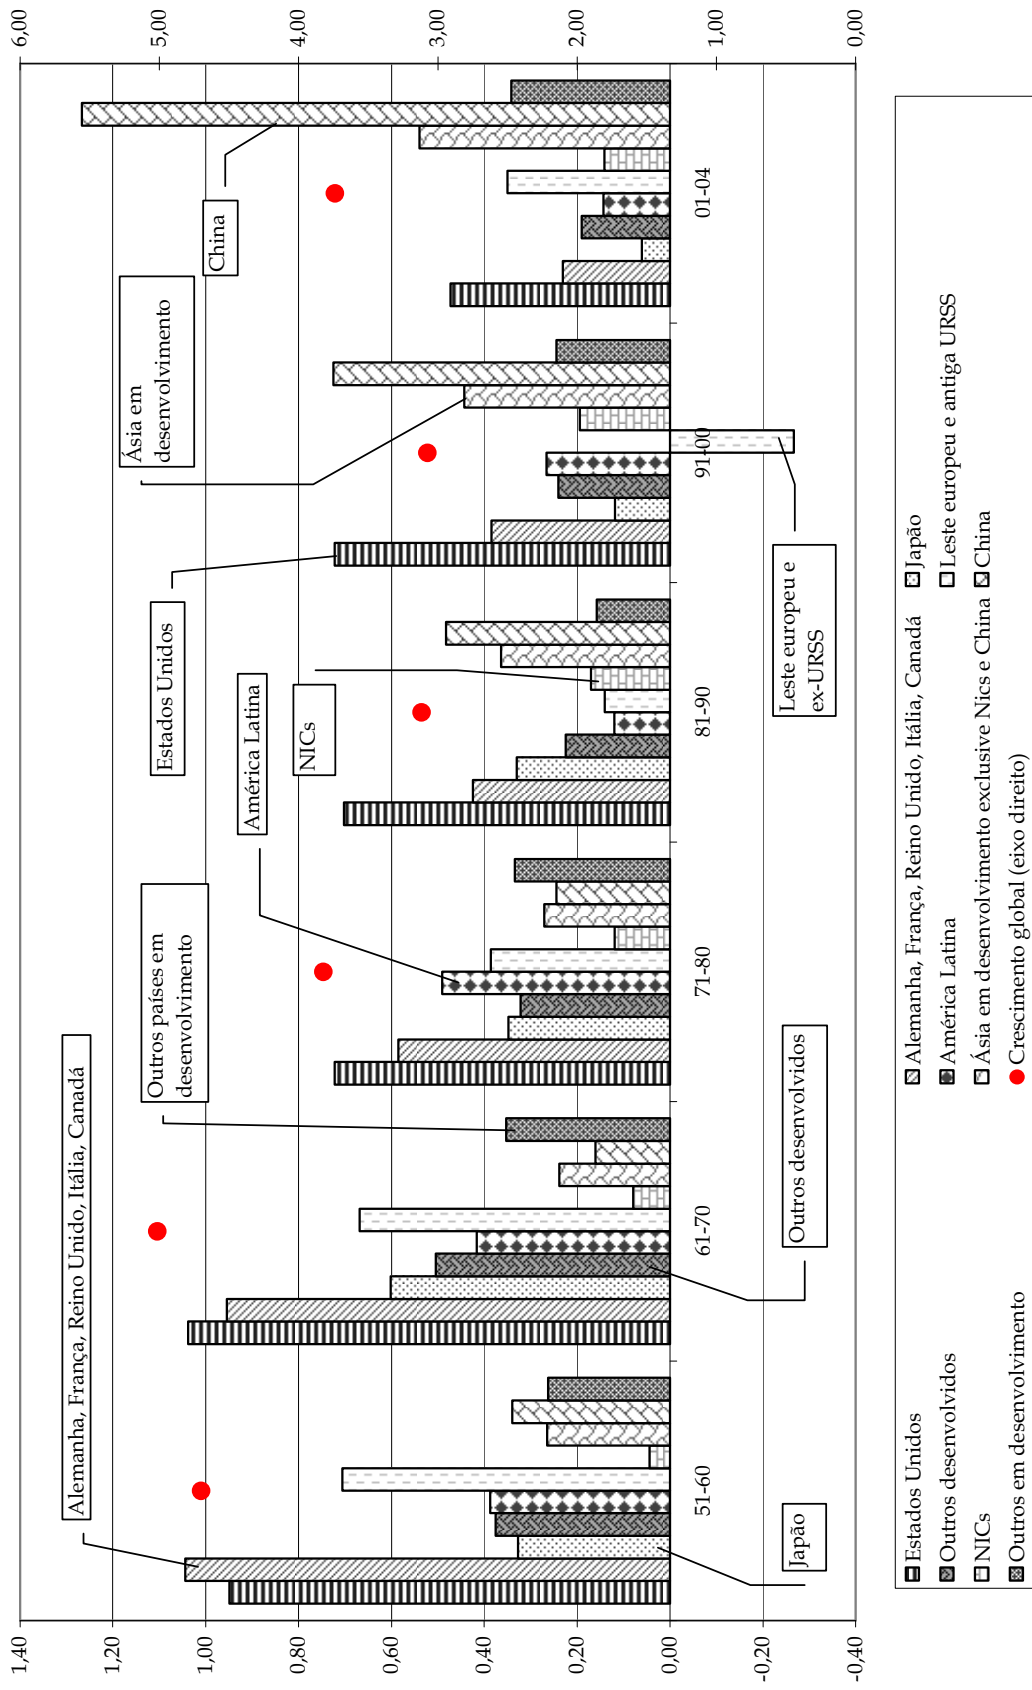 6,00
5,00
4,00
3,00
2,00
1,00
0,00
1,40
1,20
1,00
0,80
0,60
0,40
0,20
0,00
-0,20
-0,40
51-60
61-70
71-80
81-90
91-00
01-04
Alemanha, França, Reino Unido, Itália, Canadá
Outros países em
desenvolvimento
América Latina
Estados Unidos
NICs
Ásia em
desenvolvimento
China
Japão
Outros desenvolvidos
Leste europeu e
ex-URSS
Estados Unidos
Alemanha, França, Reino Unido, Itália, Canadá
Japão
Outros desenvolvidos
América Latina
Leste europeu e antiga URSS
NICs
Ásia em desenvolvimento exclusive Nics e China
China
Outros em desenvolvimento
Crescimento global (eixo direito)